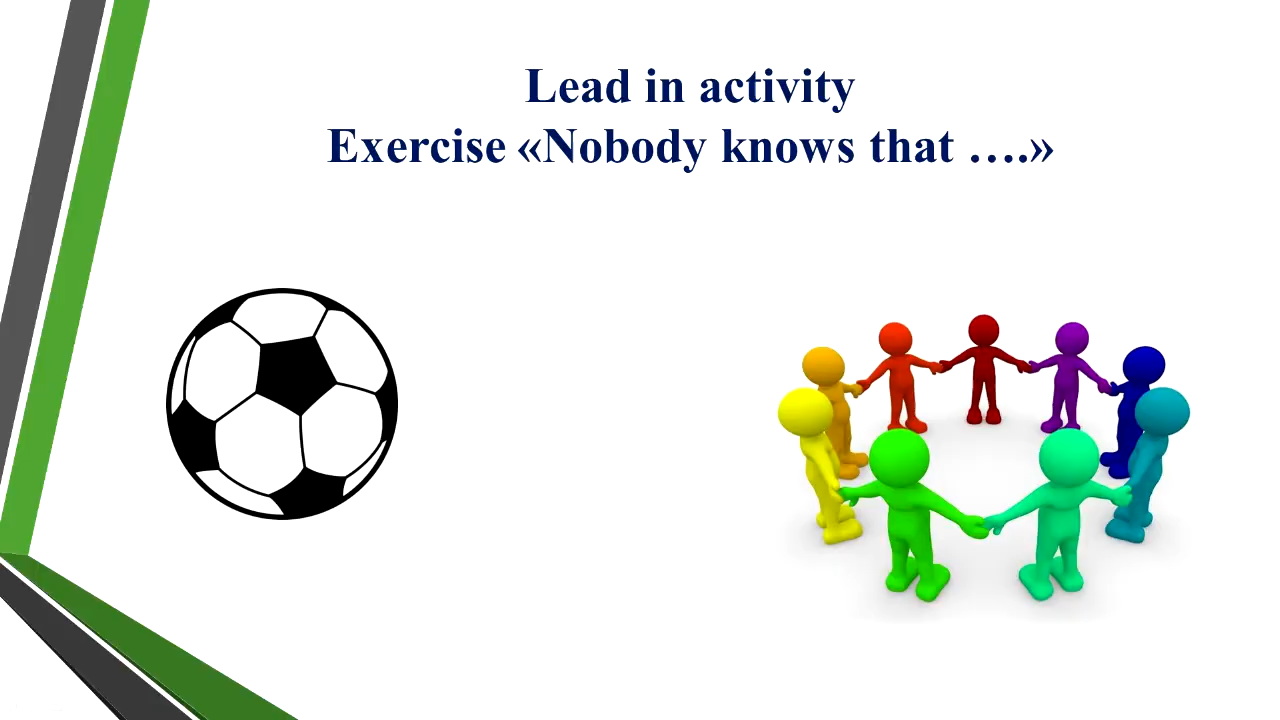 Lead in activity
Exercise «Nobody knows that ….»